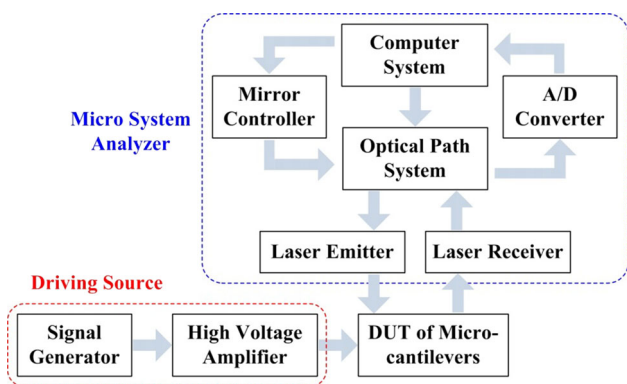 Computer
System
Mirror
Controller
A/D
Converter
Micro System
Analyzer
Optical Path
System
Laser Emitter
Laser Receiver
Driving Source
Signal
Generator
High Voltage
Amplifier
DUT of Micro-
cantilevers